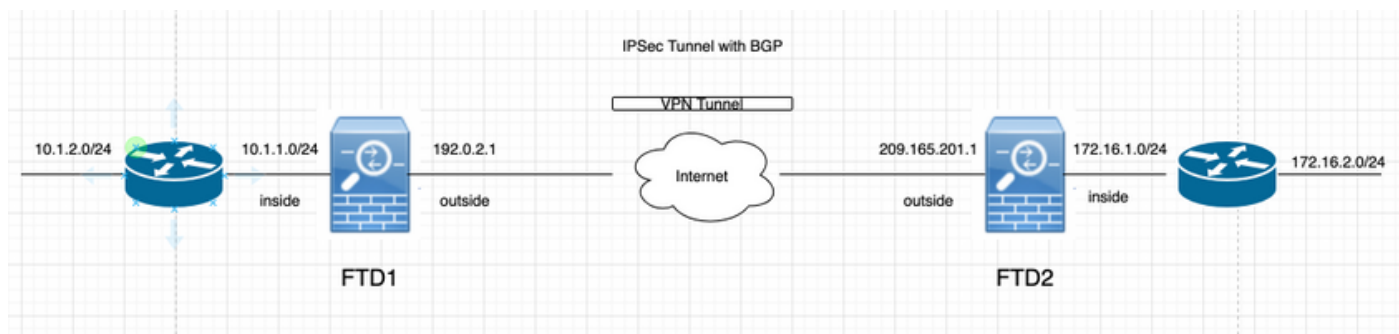 IPSec Tunnel with BGP
VPN Tunnel
10.1.2.0/24
10.1.1.0/24
192.0.2.1
209.165.201.1
172.16.1.0/24
172.16.2.0/24
Internet
inside
outside
outside
inside
FTD1
FTD2